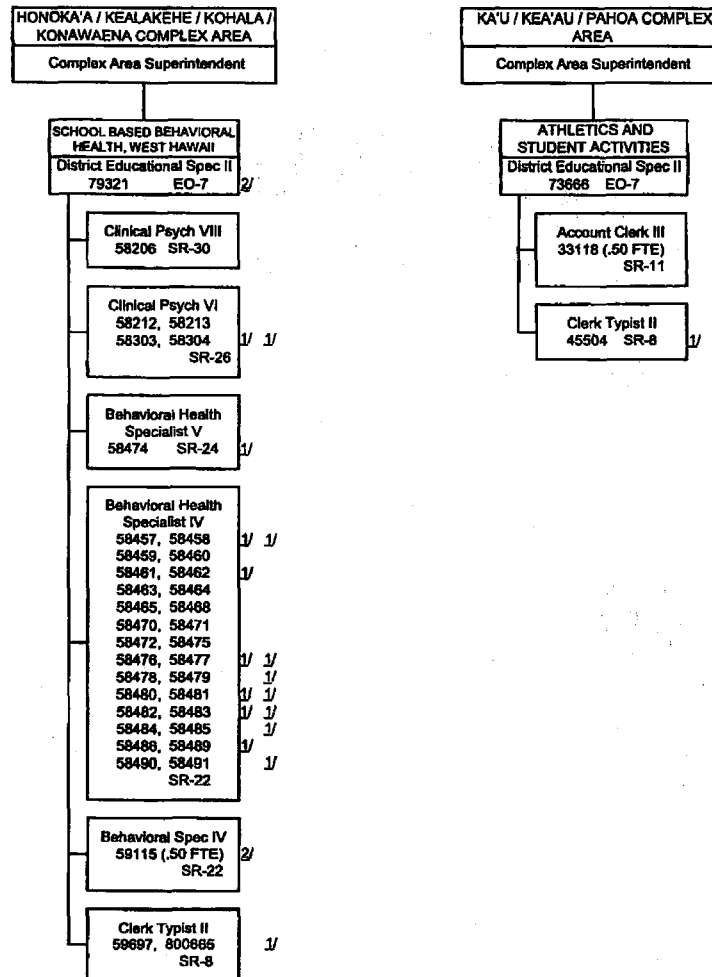 HONOKA'A / KEALAKEHE / KOHALA /
KONAWAENA COMPLEX AREA
Complex Area Superintendent
SCHOOL BASED BEHAVIORAL
HEALTH, WEST HAWAII
District Educational Spec II
79321 EO-7 2/
Clinical Psych VIII
58206 SR-30
Clinical Psych VI
58212, 58213
58303, 58304 1/ 1/
SR-26
Behavioral Health
Specialist V
58474 SR-24 1/
Behavioral Health
Specialist IV
58457, 58458 1/ 1/
58459, 58460
58461, 58462 1/
58463, 58464
58465, 58468
58470, 58471
58472, 58475
58476, 58477 1/ 1/
58478, 58479 1/
58480, 58481 1/ 1/
58482, 58483 1/ 1/
58484, 58485 1/
58488, 58489 1/
58490, 58491 1/
SR-22
Behavioral Spec IV
59115 (.50 FTE) 2/
SR-22
Clerk Typist II
59697, 800665 1/
SR-8
KA'U / KEA'AU / PAHOA COMPLEX
AREA
Complex Area Superintendent
ATHLETICS AND
STUDENT ACTIVITIES
District Educational Spec II
73666 EO-7
Account Clerk III
33118 (.50 FTE)
SR-11
Clerk Typist II
45504 SR-8 1/